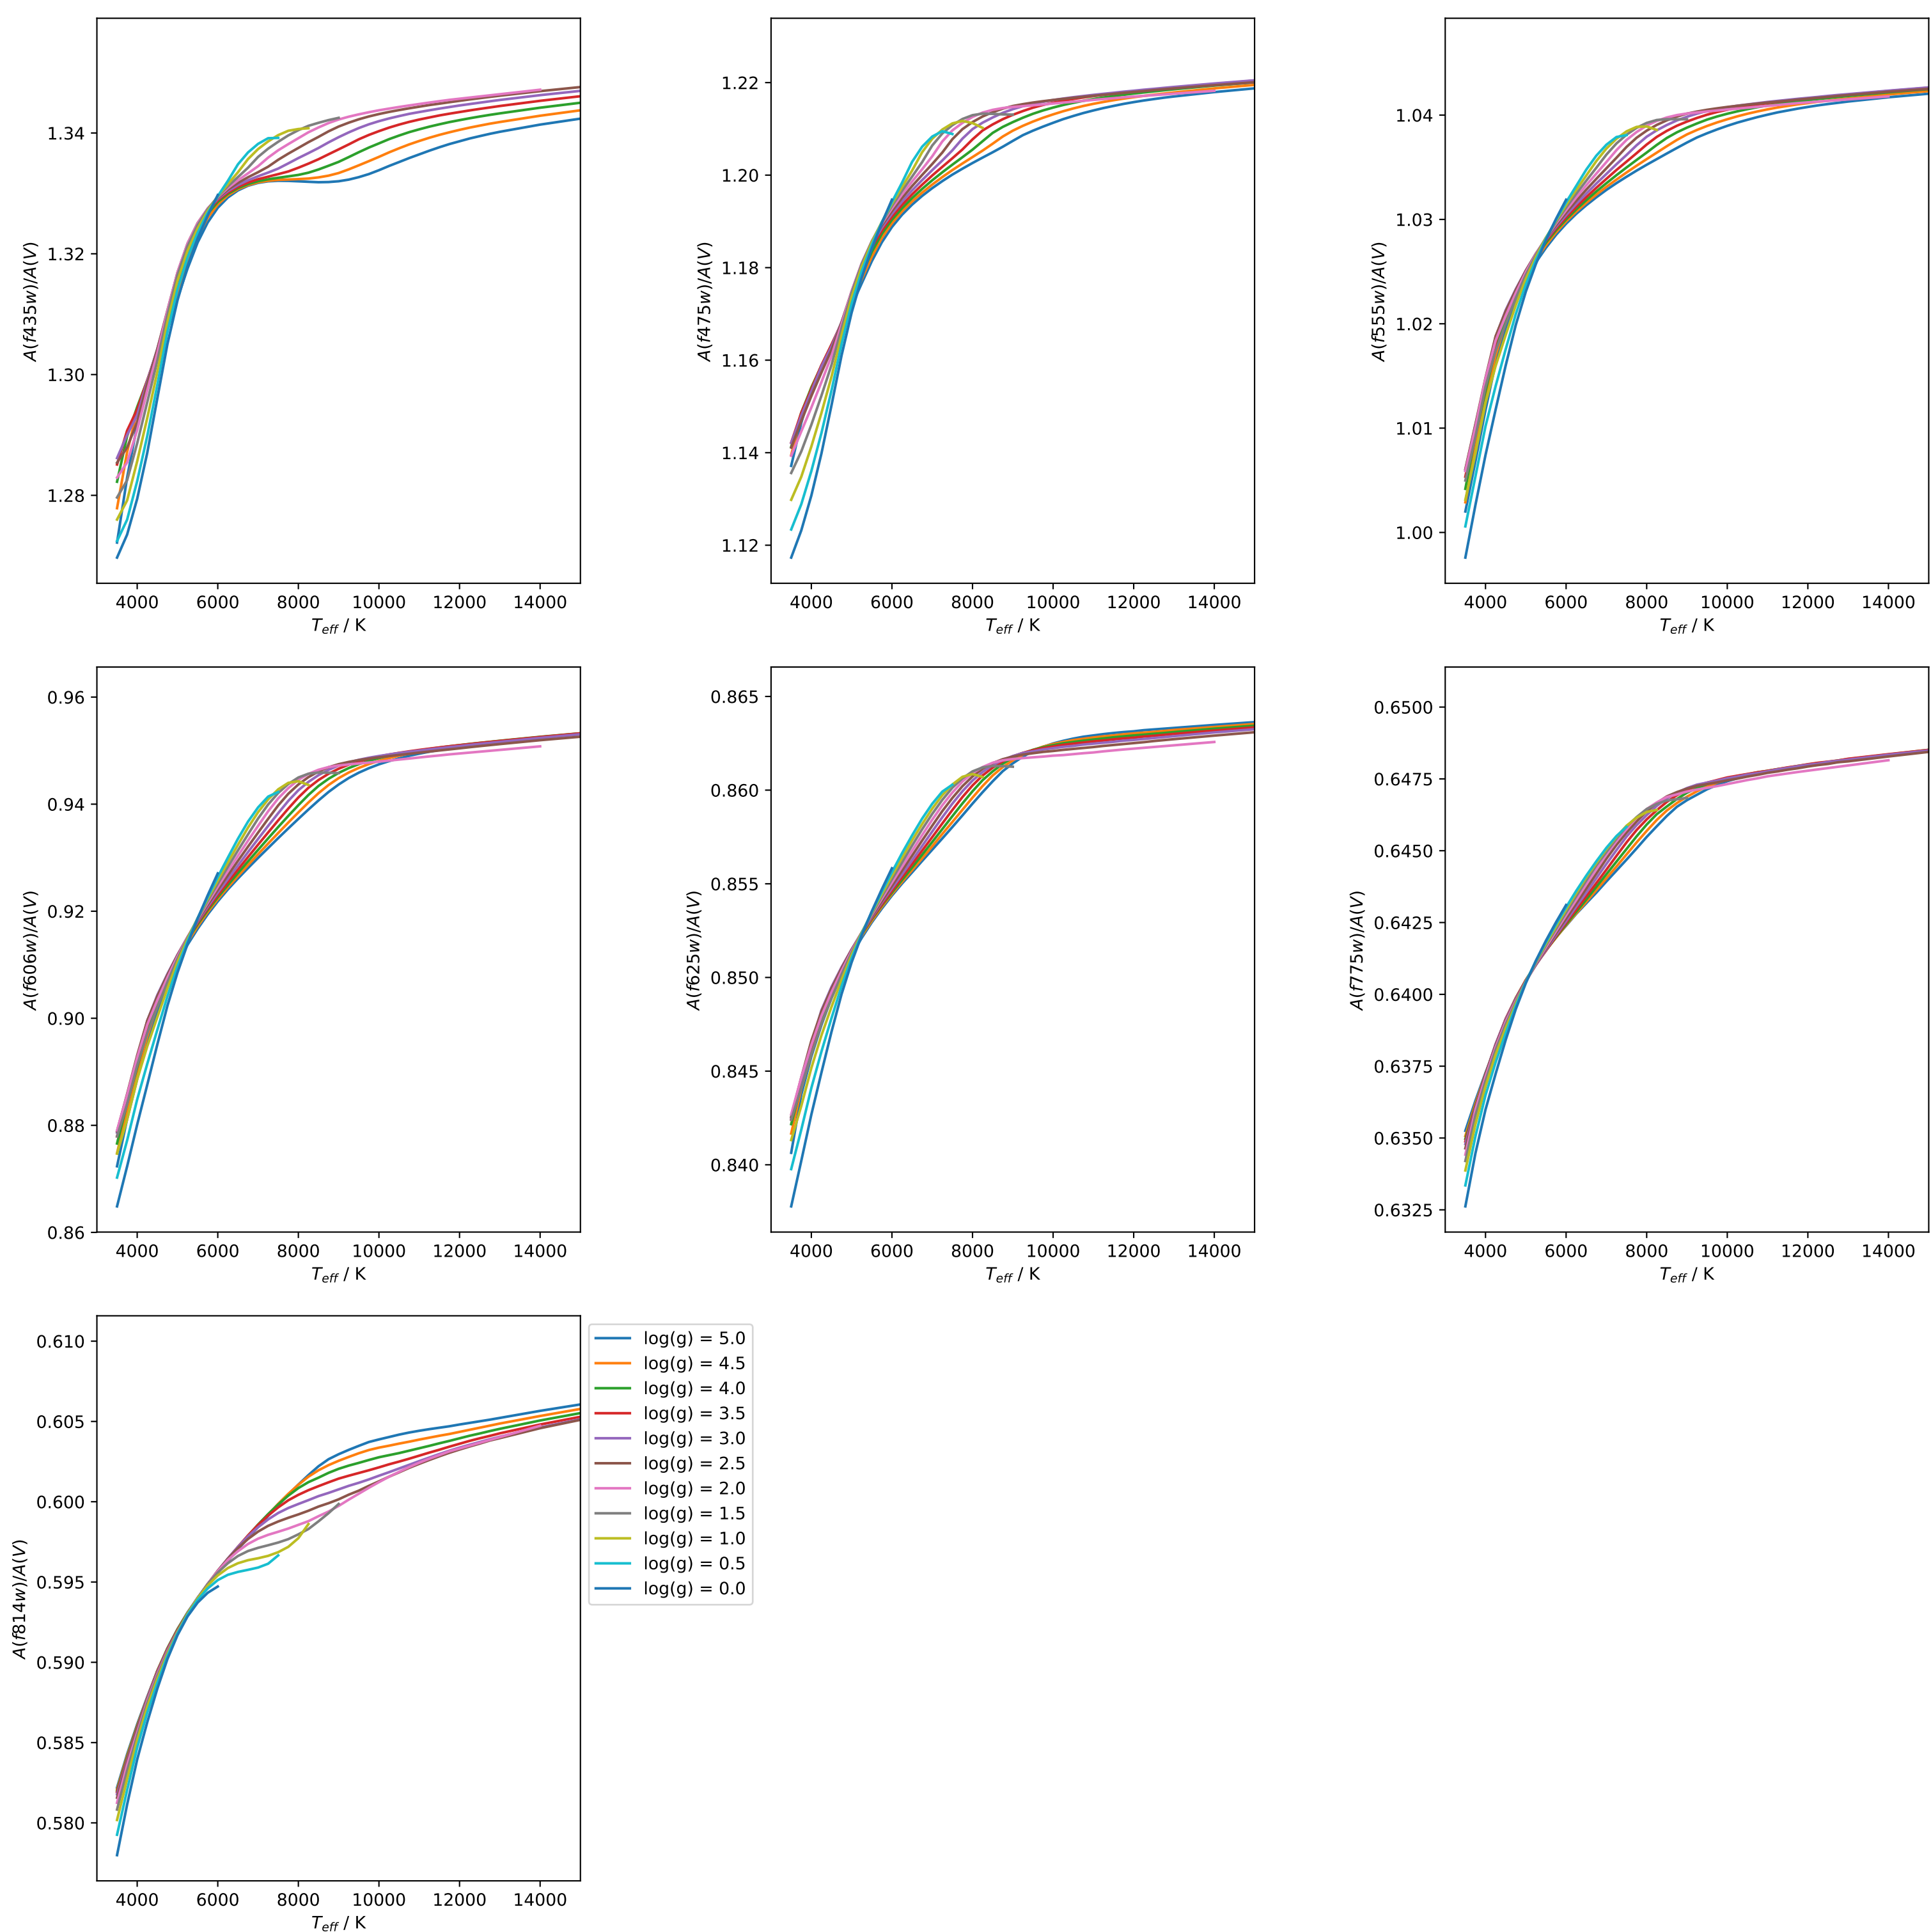 A(f435w)/A(V)
1.34
1.32
1.30
1.28
4000 6000 8000 10000 12000 14000
T_eff / K
A(f475w)/A(V)
1.22
1.20
1.18
1.16
1.14
1.12
4000 6000 8000 10000 12000 14000
T_eff / K
A(f555w)/A(V)
1.04
1.03
1.02
1.01
1.00
4000 6000 8000 10000 12000 14000
T_eff / K
A(f606w)/A(V)
0.96
0.94
0.92
0.90
0.88
0.86
4000 6000 8000 10000 12000 14000
T_eff / K
A(f625w)/A(V)
0.865
0.860
0.855
0.850
0.845
0.840
4000 6000 8000 10000 12000 14000
T_eff / K
A(f775w)/A(V)
0.6500
0.6475
0.6450
0.6425
0.6400
0.6375
0.6350
0.6325
4000 6000 8000 10000 12000 14000
T_eff / K
A(f814w)/A(V)
0.610
0.605
0.600
0.595
0.590
0.585
0.580
4000 6000 8000 10000 12000 14000
T_eff / K
log(g) = 5.0
log(g) = 4.5
log(g) = 4.0
log(g) = 3.5
log(g) = 3.0
log(g) = 2.5
log(g) = 2.0
log(g) = 1.5
log(g) = 1.0
log(g) = 0.5
log(g) = 0.0